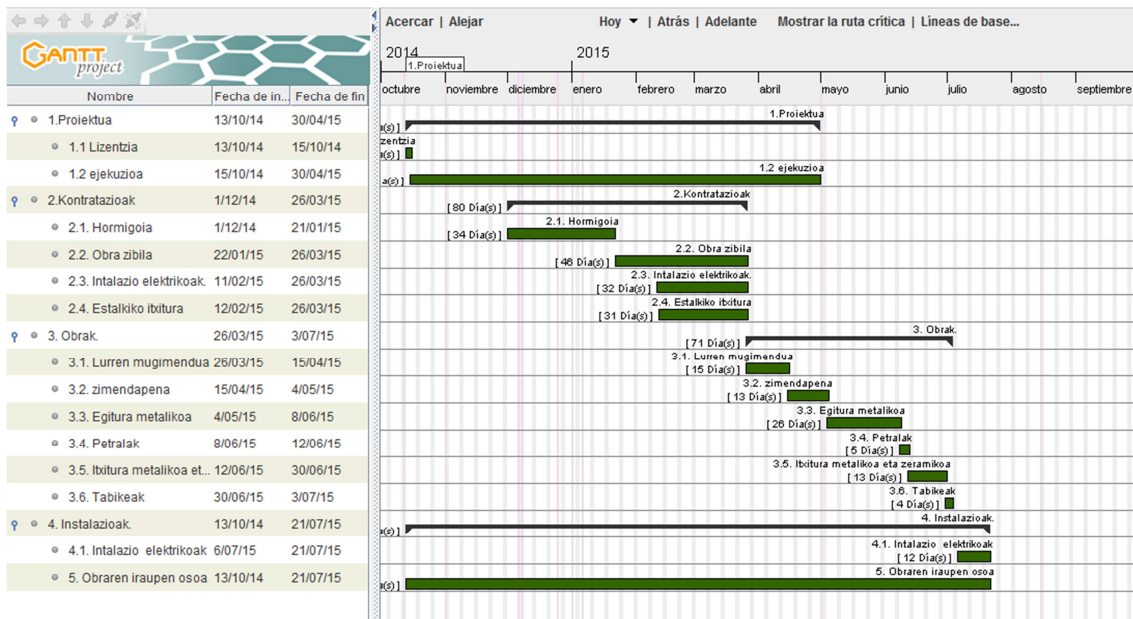 Acercar | Alejar Hoy | Atrás | Adelante Mostrar la ruta crítica | Líneas de base...
GANTT
project
2014 2015
1.Proiektua
Nombre Fecha de in... Fecha de fin
octubre noviembre diciembre enero febrero marzo abril mayo junio julio agosto septiembre
1.Proiektua 13/10/14 30/04/15
1.1 Lizentzia 13/10/14 15/10/14
1.2 ejekuzioa 15/10/14 30/04/15
2.Kontratazioak 1/12/14 26/03/15
2.1. Hormigoia 1/12/14 21/01/15
2.2. Obra zibila 22/01/15 26/03/15
2.3. Intalazio elektrikoak. 11/02/15 26/03/15
2.4. Estalkiko itxitura 12/02/15 26/03/15
3. Obrak. 26/03/15 3/07/15
3.1. Lurren mugimendua 26/03/15 15/04/15
3.2. zimendapena 15/04/15 4/05/15
3.3. Egitura metalikoa 4/05/15 8/06/15
3.4. Petralak 8/06/15 12/06/15
3.5. Itxitura metalikoa et... 12/06/15 30/06/15
3.6. Tabikeak 30/06/15 3/07/15
4. Instalazioak. 13/10/14 21/07/15
4.1. Intalazio elektrikoak 6/07/15 21/07/15
5. Obraren iraupen osoa 13/10/14 21/07/15
1.Proiektua
a(s) ]
zentzia
a(s) ]
1.2 ejekuzioa
a(s) ]
2.Kontratazioak
[ 80 Día(s) ]
2.1. Hormigoia
[ 34 Día(s) ]
2.2. Obra zibila
[ 46 Día(s) ]
2.3. Intalazio elektrikoak.
[ 32 Día(s) ]
2.4. Estalkiko itxitura
[ 31 Día(s) ]
3. Obrak.
[ 71 Día(s) ]
3.1. Lurren mugimendua
[ 15 Día(s) ]
3.2. zimendapena
[ 13 Día(s) ]
3.3. Egitura metalikoa
[ 26 Día(s) ]
3.4. Petralak
[ 5 Día(s) ]
3.5. Itxitura metalikoa eta zeramikoa
[ 13 Día(s) ]
3.6. Tabikeak
[ 4 Día(s) ]
4. Instalazioak.
a(s) ]
4.1. Intalazio elektrikoak
[ 12 Día(s) ]
5. Obraren iraupen osoa
a(s) ]